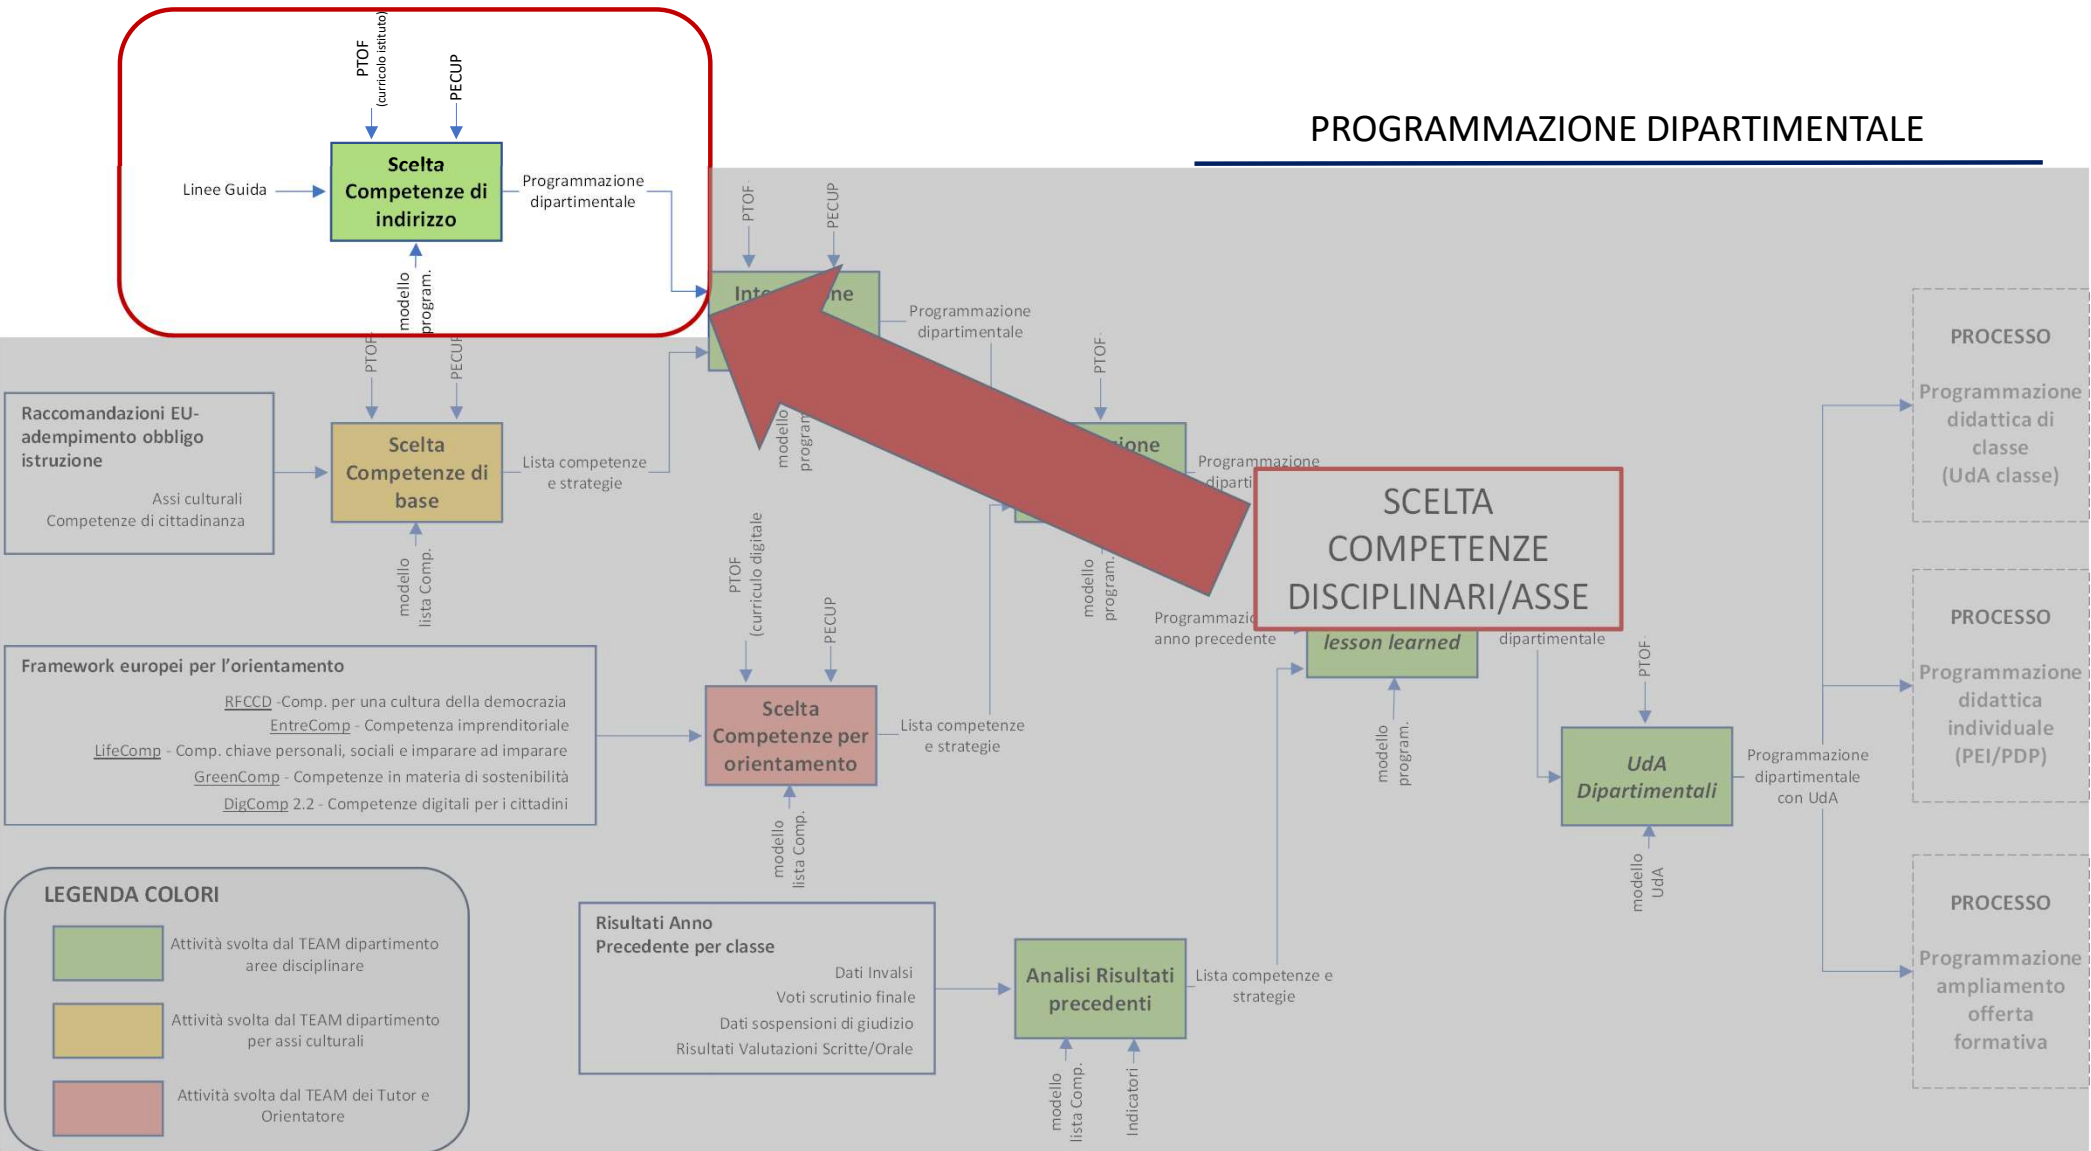 PROGRAMMAZIONE DIPARTIMENTALE
PTOF
(curricolo istituto)
PECUP
Linee Guida
Scelta
Competenze di
indirizzo
Programmazione
dipartimentale
modello
program.
PTOF
PECUP
Programmazione
dipartimentale
modello
program
PTOF
PECUP
Raccomandazioni EU-
adempimento obbligo
istruzione
Assi culturali
Competenze di cittadinanza
Scelta
Competenze di
base
Lista competenze
e strategie
modello
lista Comp.
PTOF
Programmazione
modello
program.
SCELTA
COMPETENZE
DISCIPLINARI/ASSE
Framework europei per l'orientamento
RFCCD -Comp. per una cultura della democrazia
EntreComp - Competenza imprenditoriale
LifeComp - Comp. chiave personali, sociali e imparare ad imparare
GreenComp - Competenze in materia di sostenibilità
DigComp 2.2 - Competenze digitali per i cittadini
PTOF
(curriculo digitale
PECUP
Scelta
Competenze per
orientamento
Lista competenze
e strategie
modello
lista Comp.
anno precedente
lesson learned
dipartimentale
modello
program.
PTOF
UdA
Dipartimentali
Programmazione
dipartimentale
con UdA
modello
UdA
PROCESSO
Programmazione
didattica di
classe
(UdA classe)
PROCESSO
Programmazione
didattica
individuale
(PEI/PDP)
PROCESSO
Programmazione
ampliamento
offerta
formativa
LEGENDA COLORI
Attività svolta dal TEAM dipartimento
aree disciplinare
Attività svolta dal TEAM dipartimento
per assi culturali
Attività svolta dal TEAM dei Tutor e
Orientatore
Risultati Anno
Precedente per classe
Dati Invalsi
Voti scrutinio finale
Dati sospensioni di giudizio
Risultati Valutazioni Scritte/Orale
Analisi Risultati
precedenti
Lista competenze e
strategie
modello
lista Comp.
Indicatori